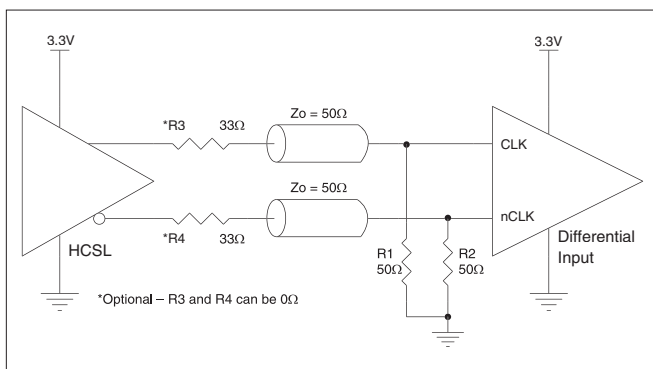 3.3V
3.3V
*R3 33Ω
Zo = 50Ω
CLK
Zo = 50Ω
nCLK
*R4 33Ω
HCSL
R1
50Ω
R2
50Ω
Differential
Input
*Optional – R3 and R4 can be 0Ω